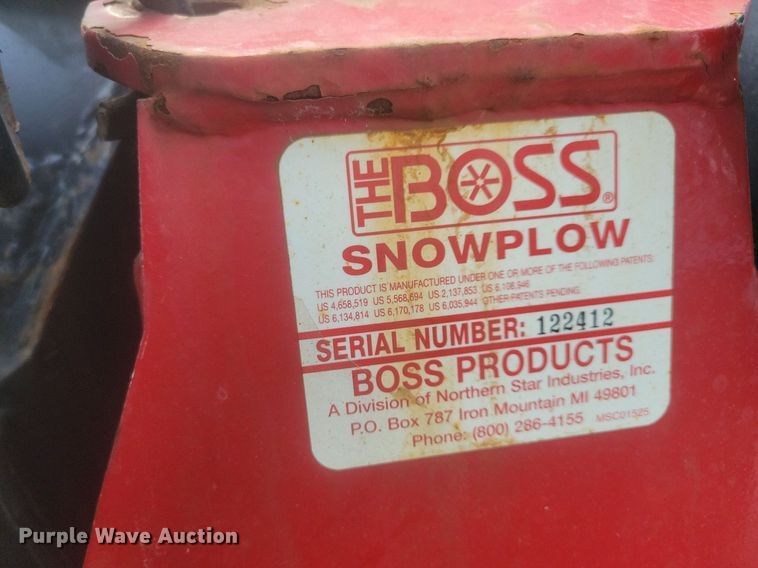 THE BOSS®
SNOWPLOW
THIS PRODUCT IS MANUFACTURED UNDER ONE OR MORE OF THE FOLLOWING PATENTS:
US 4,658,519 US 5,568,694 US 2,137,853 US 6,108,946
US 6,134,814 US 6,170,178 US 6,035,944 OTHER PATENTS PENDING
SERIAL NUMBER: 122412
BOSS PRODUCTS
A Division of Northern Star Industries, Inc.
P.O. Box 787 Iron Mountain MI 49801
Phone: (800) 286-4155 MSC01525
Purple Wave Auction